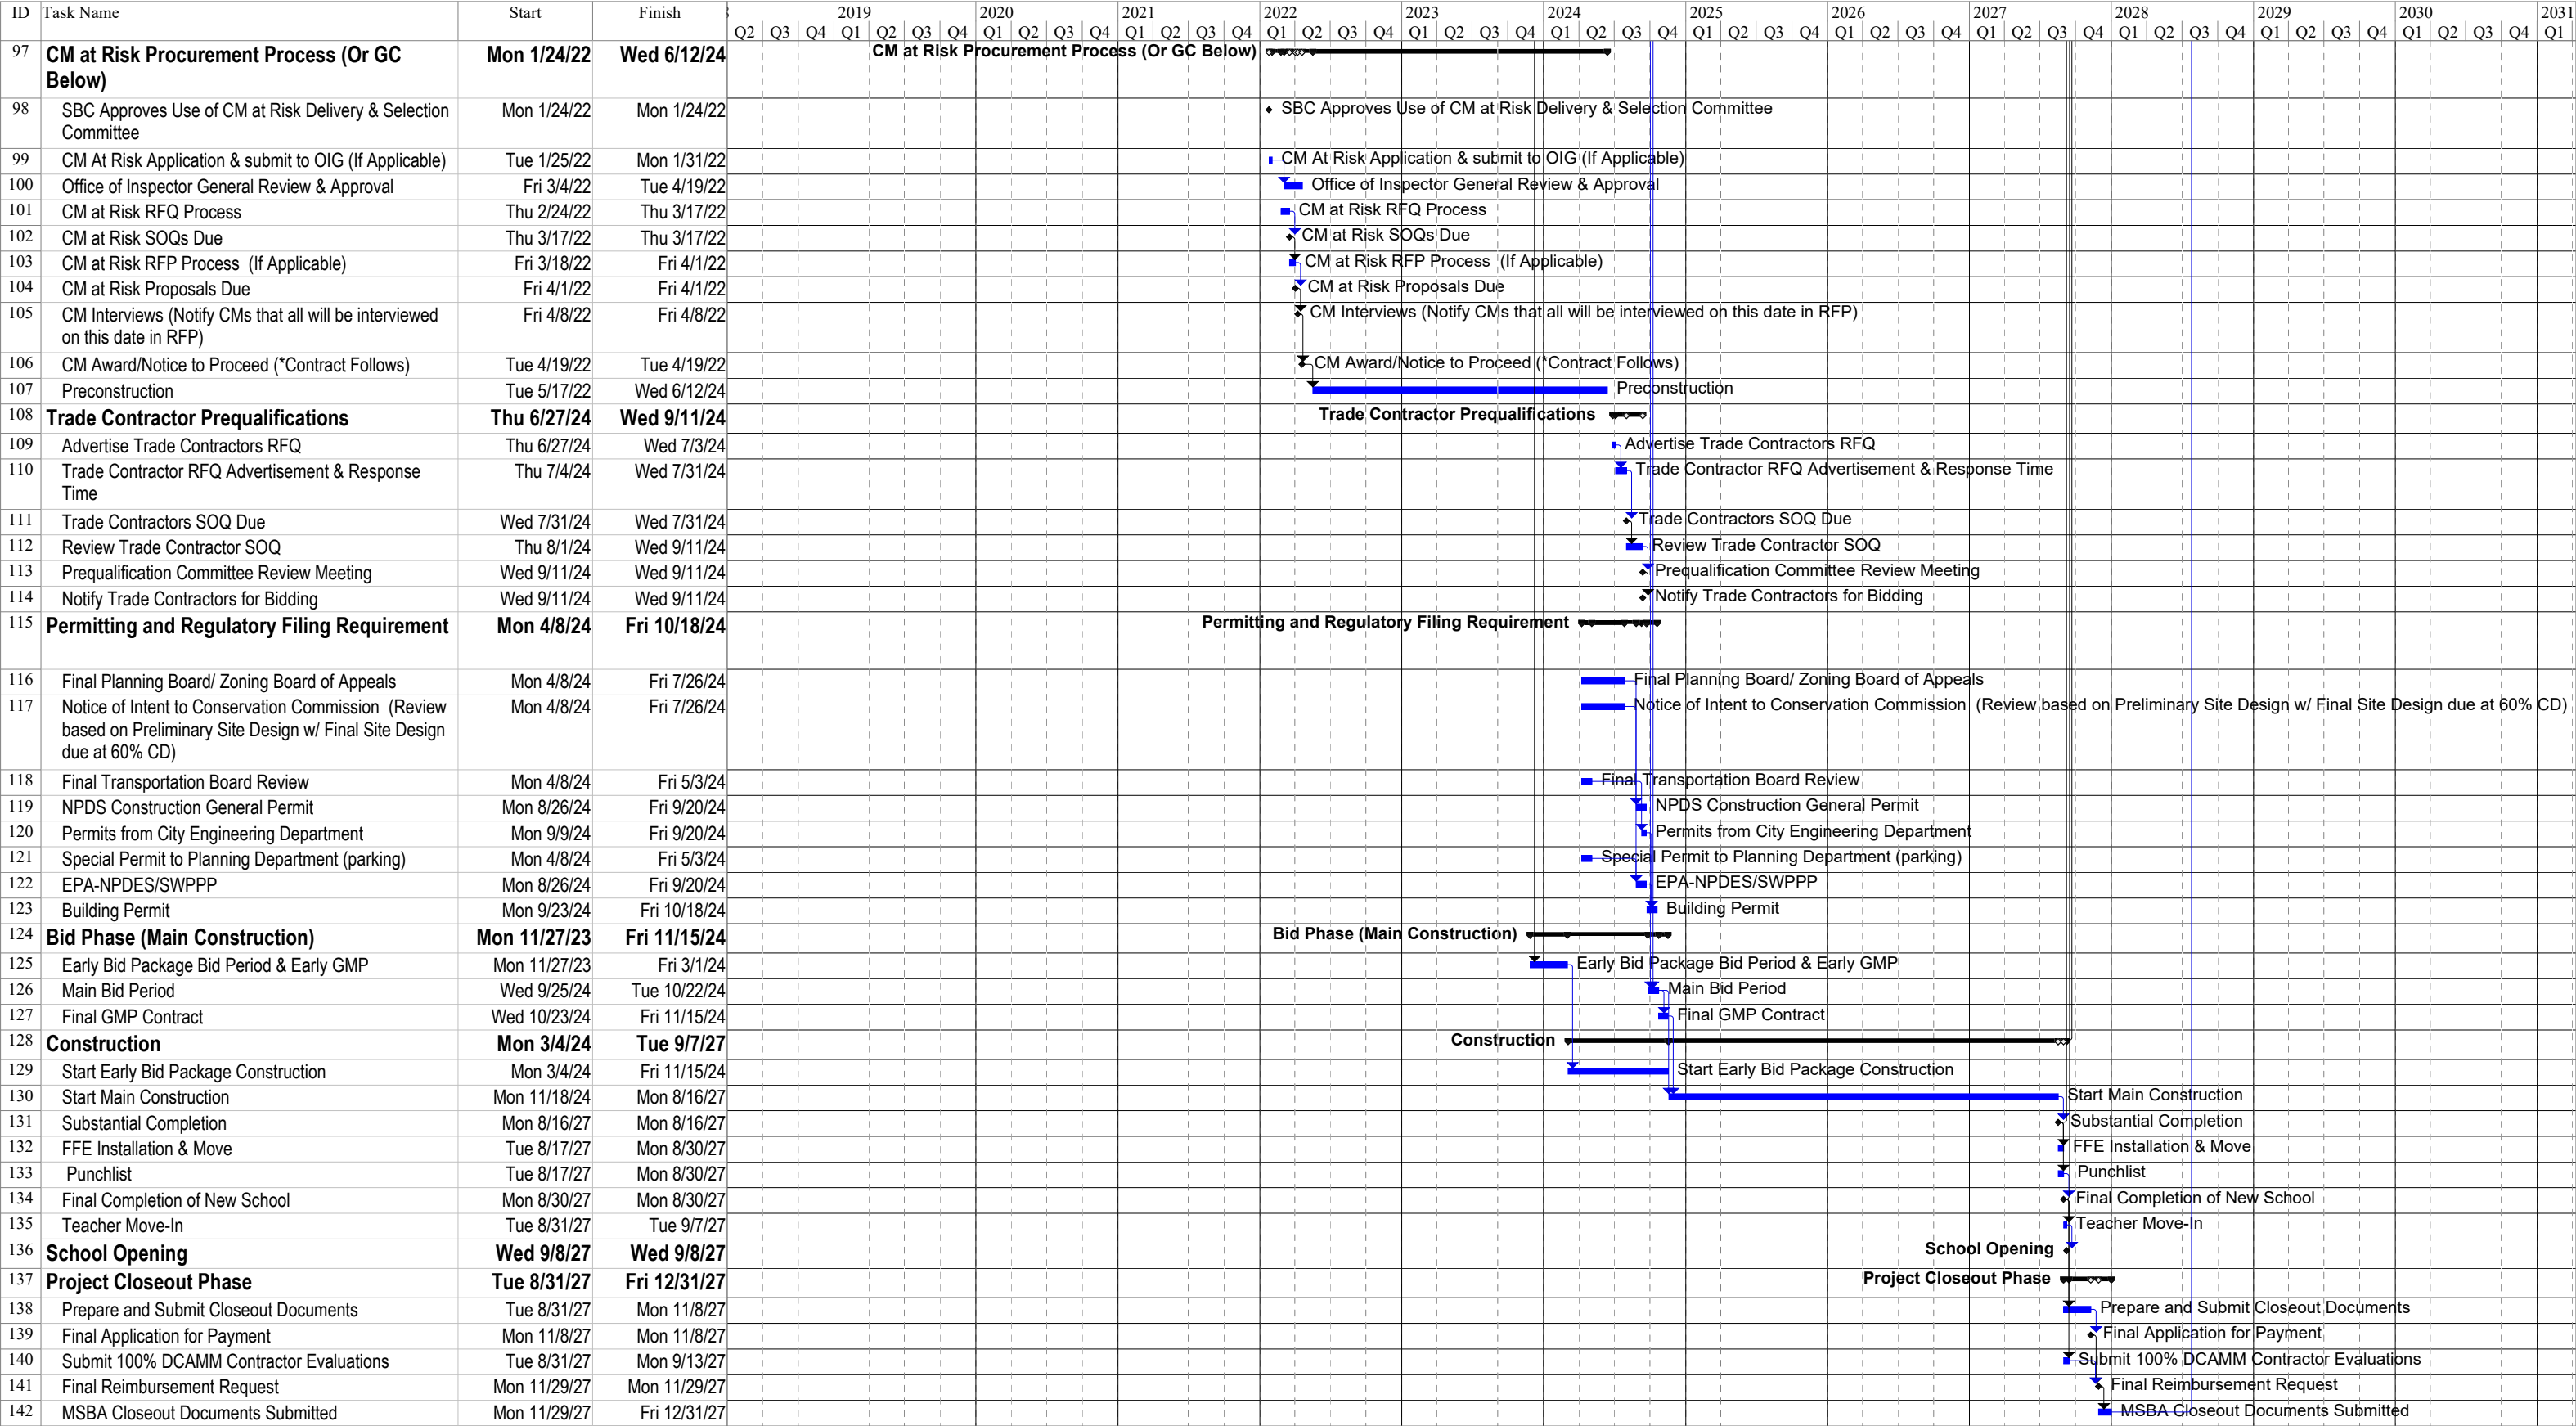 ID Task Name Start Finish 2019 2020 2021 2022 2023 2024 2025 2026 2027 2028 2029 2030 2031
Q2 Q3 Q4 Q1 Q2 Q3 Q4 Q1 Q2 Q3 Q4 Q1 Q2 Q3 Q4 Q1 Q2 Q3 Q4 Q1 Q2 Q3 Q4 Q1 Q2 Q3 Q4 Q1 Q2 Q3 Q4 Q1 Q2 Q3 Q4 Q1 Q2 Q3 Q4 Q1 Q2 Q3 Q4 Q1 Q2 Q3 Q4 Q1 Q2 Q3 Q4 Q1
97 CM at Risk Procurement Process (Or GC Mon 1/24/22 Wed 6/12/24 CM at Risk Procurement Process (Or GC Below)
Below)
98 SBC Approves Use of CM at Risk Delivery & Selection Mon 1/24/22 Mon 1/24/22 SBC Approves Use of CM at Risk Delivery & Selection Committee
Committee
99 CM At Risk Application & submit to OIG (If Applicable) Tue 1/25/22 Mon 1/31/22 CM At Risk Application & submit to OIG (If Applicable)
100 Office of Inspector General Review & Approval Fri 3/4/22 Tue 4/19/22 Office of Inspector General Review & Approval
101 CM at Risk RFQ Process Thu 2/24/22 Thu 3/17/22 CM at Risk RFQ Process
102 CM at Risk SOQs Due Thu 3/17/22 Thu 3/17/22 CM at Risk SOQs Due
103 CM at Risk RFP Process (If Applicable) Fri 3/18/22 Fri 4/1/22 CM at Risk RFP Process (If Applicable)
104 CM at Risk Proposals Due Fri 4/1/22 Fri 4/1/22 CM at Risk Proposals Due
105 CM Interviews (Notify CMs that all will be interviewed Fri 4/8/22 Fri 4/8/22 CM Interviews (Notify CMs that all will be interviewed on this date in RFP)
on this date in RFP)
106 CM Award/Notice to Proceed (*Contract Follows) Tue 4/19/22 Tue 4/19/22 CM Award/Notice to Proceed (*Contract Follows)
107 Preconstruction Tue 5/17/22 Wed 6/12/24 Preconstruction
108 Trade Contractor Prequalifications Thu 6/27/24 Wed 9/11/24 Trade Contractor Prequalifications
109 Advertise Trade Contractors RFQ Thu 6/27/24 Wed 7/3/24 Advertise Trade Contractors RFQ
110 Trade Contractor RFQ Advertisement & Response Thu 7/4/24 Wed 7/31/24 Trade Contractor RFQ Advertisement & Response Time
Time
111 Trade Contractors SOQ Due Wed 7/31/24 Wed 7/31/24 Trade Contractors SOQ Due
112 Review Trade Contractor SOQ Thu 8/1/24 Wed 9/11/24 Review Trade Contractor SOQ
113 Prequalification Committee Review Meeting Wed 9/11/24 Wed 9/11/24 Prequalification Committee Review Meeting
114 Notify Trade Contractors for Bidding Wed 9/11/24 Wed 9/11/24 Notify Trade Contractors for Bidding
115 Permitting and Regulatory Filing Requirement Mon 4/8/24 Fri 10/18/24 Permitting and Regulatory Filing Requirement
116 Final Planning Board/ Zoning Board of Appeals Mon 4/8/24 Fri 7/26/24 Final Planning Board/ Zoning Board of Appeals
117 Notice of Intent to Conservation Commission (Review Mon 4/8/24 Fri 7/26/24 Notice of Intent to Conservation Commission (Review based on Preliminary Site Design w/ Final Site Design due at 60% CD)
based on Preliminary Site Design w/ Final Site Design
due at 60% CD)
118 Final Transportation Board Review Mon 4/8/24 Fri 5/3/24 Final Transportation Board Review
119 NPDS Construction General Permit Mon 8/26/24 Fri 9/20/24 NPDS Construction General Permit
120 Permits from City Engineering Department Mon 9/9/24 Fri 9/20/24 Permits from City Engineering Department
121 Special Permit to Planning Department (parking) Mon 4/8/24 Fri 5/3/24 Special Permit to Planning Department (parking)
122 EPA-NPDES/SWPPP Mon 8/26/24 Fri 9/20/24 EPA-NPDES/SWPPP
123 Building Permit Mon 9/23/24 Fri 10/18/24 Building Permit
124 Bid Phase (Main Construction) Mon 11/27/23 Fri 11/15/24 Bid Phase (Main Construction)
125 Early Bid Package Bid Period & Early GMP Mon 11/27/23 Fri 3/1/24 Early Bid Package Bid Period & Early GMP
126 Main Bid Period Wed 9/25/24 Tue 10/22/24 Main Bid Period
127 Final GMP Contract Wed 10/23/24 Fri 11/15/24 Final GMP Contract
128 Construction Mon 3/4/24 Tue 9/7/27 Construction
129 Start Early Bid Package Construction Mon 3/4/24 Fri 11/15/24 Start Early Bid Package Construction
130 Start Main Construction Mon 11/18/24 Mon 8/16/27 Start Main Construction
131 Substantial Completion Mon 8/16/27 Mon 8/16/27 Substantial Completion
132 FFE Installation & Move Tue 8/17/27 Mon 8/30/27 FFE Installation & Move
133 Punchlist Tue 8/17/27 Mon 8/30/27 Punchlist
134 Final Completion of New School Mon 8/30/27 Mon 8/30/27 Final Completion of New School
135 Teacher Move-In Tue 8/31/27 Tue 9/7/27 Teacher Move-In
136 School Opening Wed 9/8/27 Wed 9/8/27 School Opening
137 Project Closeout Phase Tue 8/31/27 Fri 12/31/27 Project Closeout Phase
138 Prepare and Submit Closeout Documents Tue 8/31/27 Mon 11/8/27 Prepare and Submit Closeout Documents
139 Final Application for Payment Mon 11/8/27 Mon 11/8/27 Final Application for Payment
140 Submit 100% DCAMM Contractor Evaluations Tue 8/31/27 Mon 9/13/27 Submit 100% DCAMM Contractor Evaluations
141 Final Reimbursement Request Mon 11/29/27 Mon 11/29/27 Final Reimbursement Request
142 MSBA Closeout Documents Submitted Mon 11/29/27 Fri 12/31/27 MSBA Closeout Documents Submitted